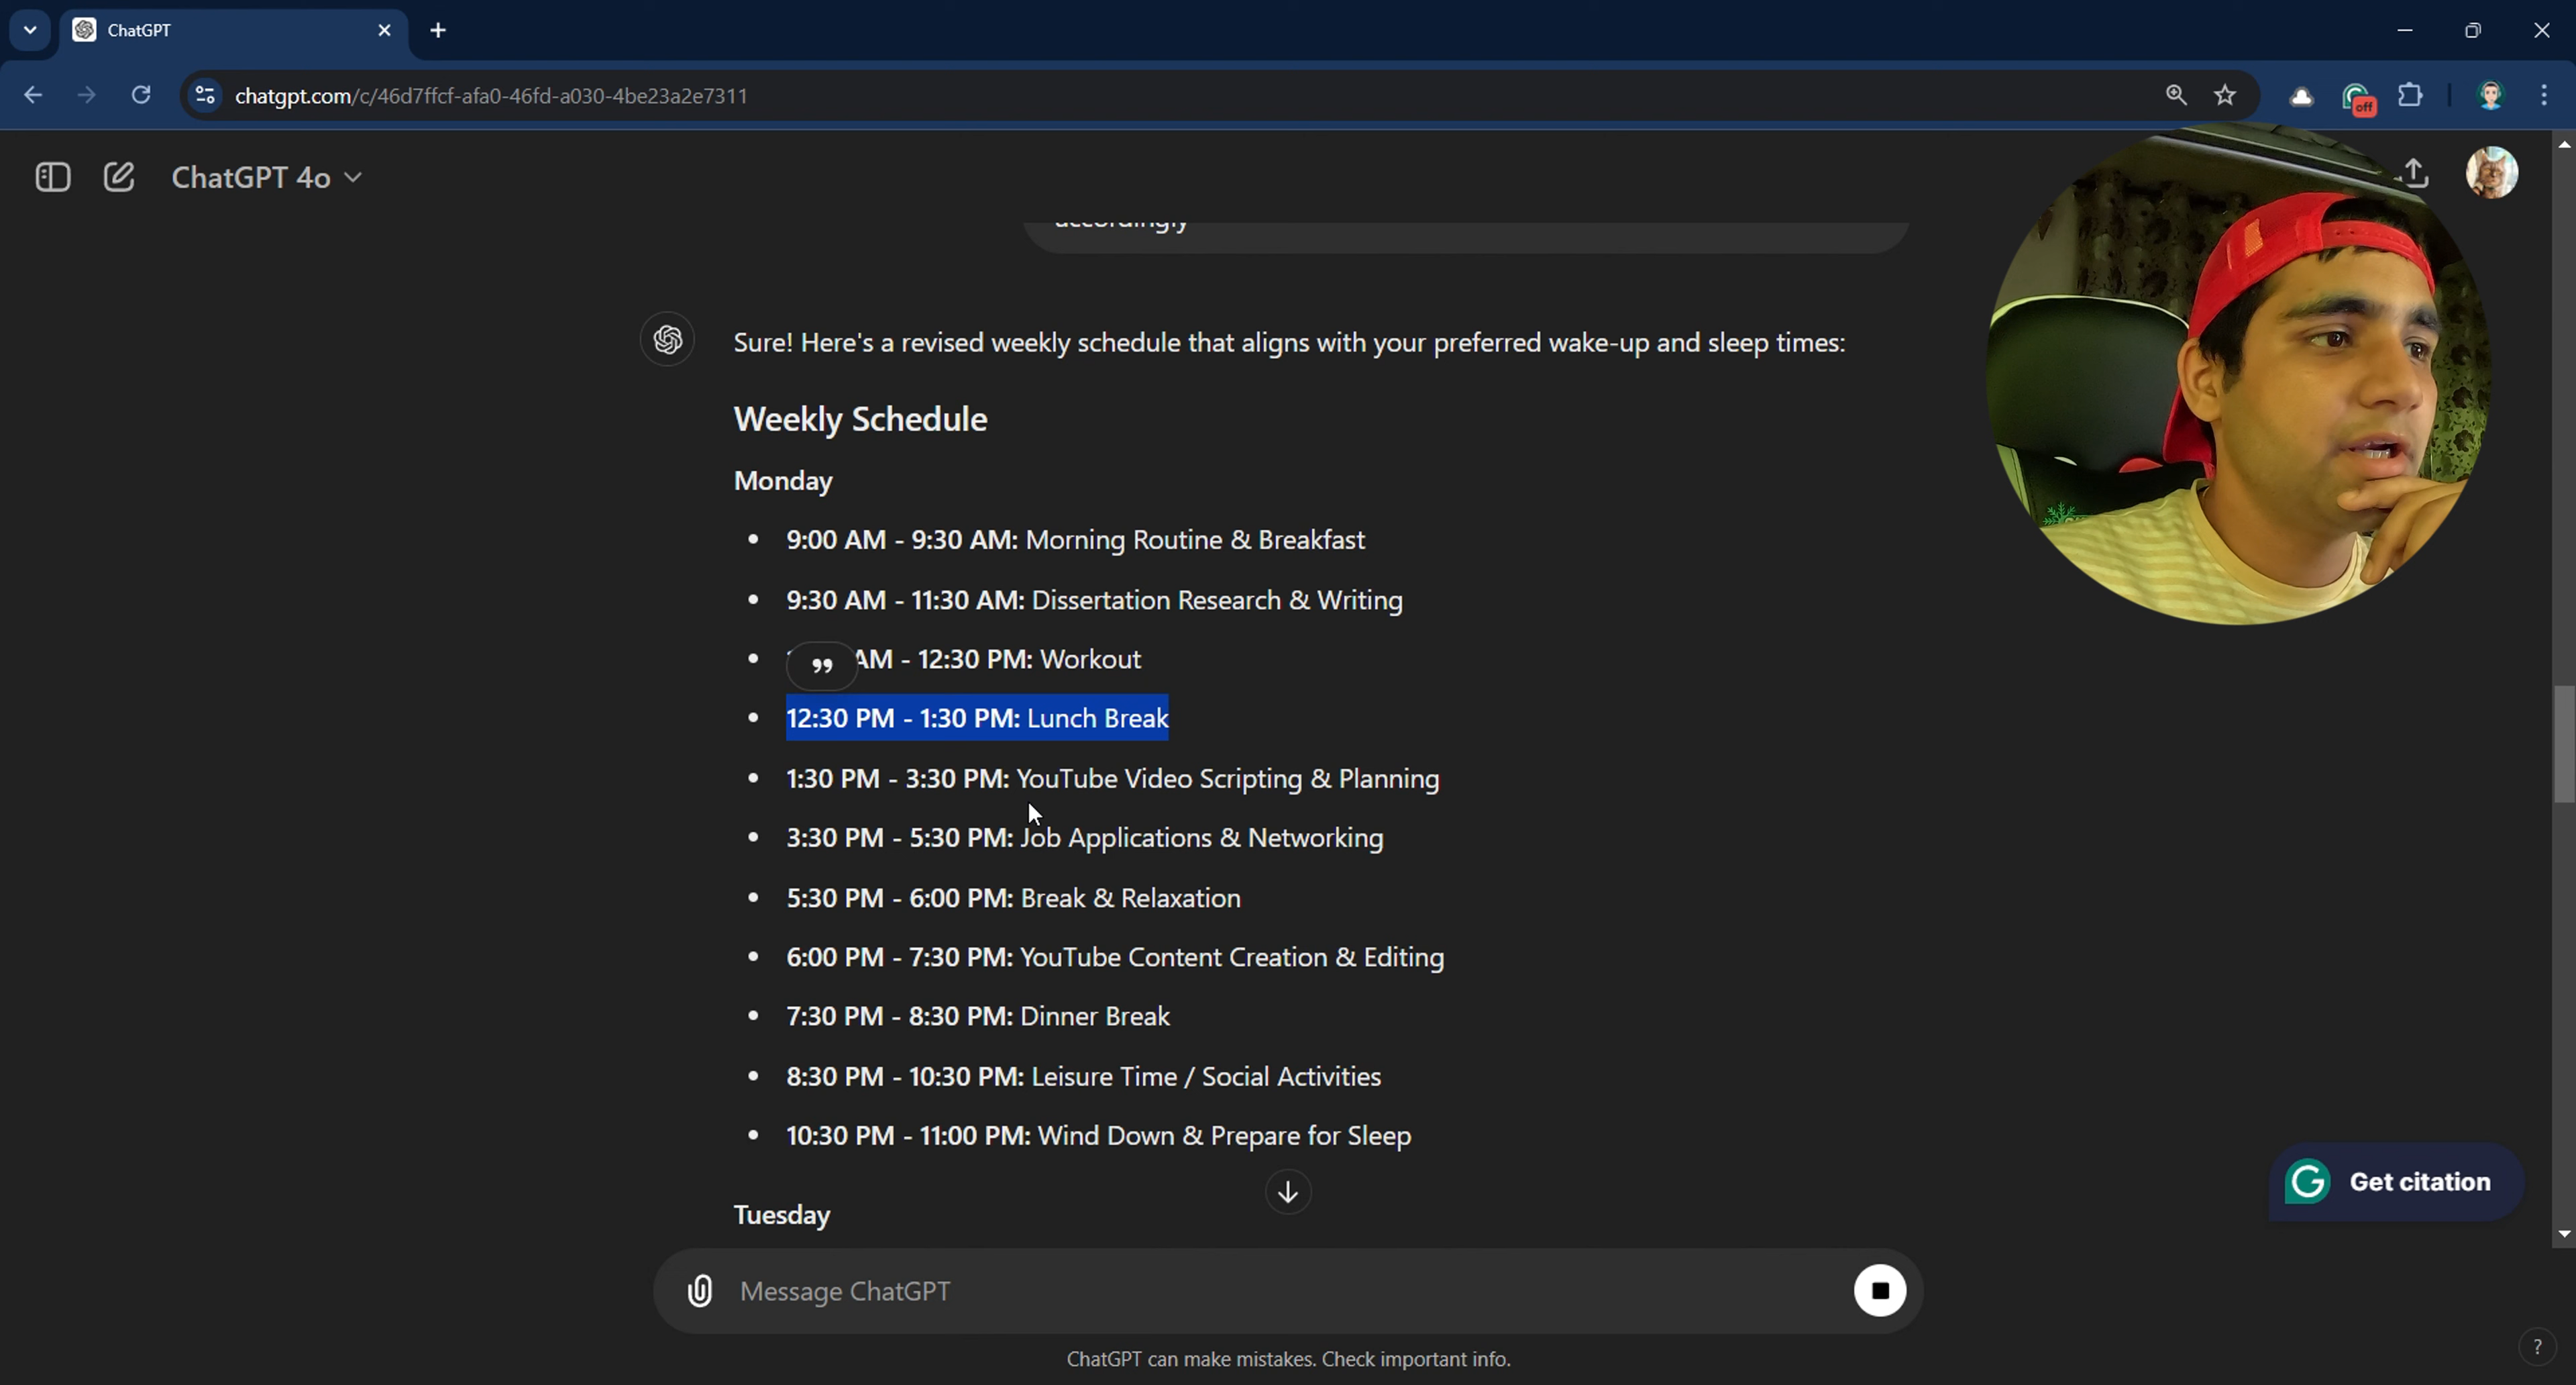 ChatGPT
chatgpt.com/c/46d7ffcf-afa0-46fd-a030-4be23a2e7311
off
ChatGPT 4o
accordingly
Sure! Here's a revised weekly schedule that aligns with your preferred wake-up and sleep times:
Weekly Schedule
Monday
• 9:00 AM - 9:30 AM: Morning Routine & Breakfast
• 9:30 AM - 11:30 AM: Dissertation Research & Writing
• AM - 12:30 PM: Workout
• 12:30 PM - 1:30 PM: Lunch Break
• 1:30 PM - 3:30 PM: YouTube Video Scripting & Planning
• 3:30 PM - 5:30 PM: Job Applications & Networking
• 5:30 PM - 6:00 PM: Break & Relaxation
• 6:00 PM - 7:30 PM: YouTube Content Creation & Editing
• 7:30 PM - 8:30 PM: Dinner Break
• 8:30 PM - 10:30 PM: Leisure Time / Social Activities
• 10:30 PM - 11:00 PM: Wind Down & Prepare for Sleep
Tuesday
Get citation
Message ChatGPT
ChatGPT can make mistakes. Check important info.
?